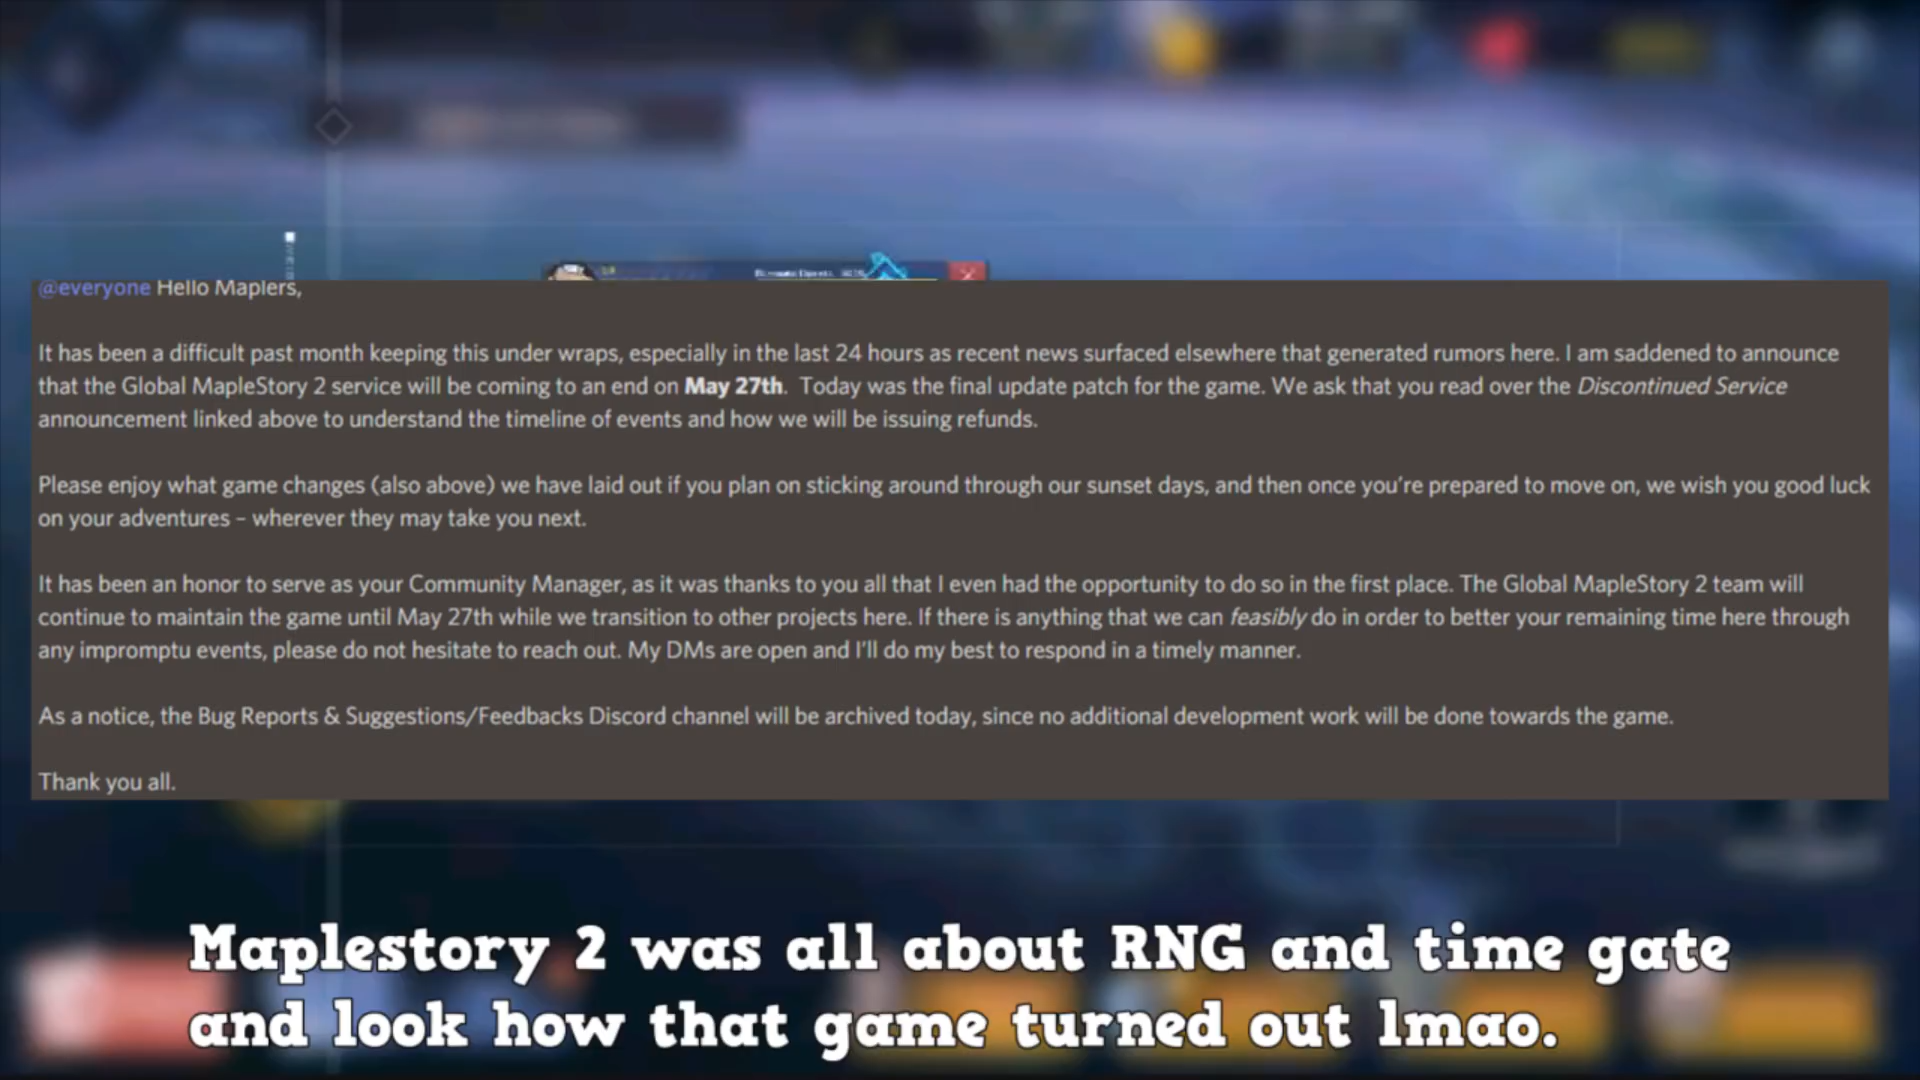 @everyone Hello Maplers,
It has been a difficult past month keeping this under wraps, especially in the last 24 hours as recent news surfaced elsewhere that generated rumors here. I am saddened to announce
that the Global MapleStory 2 service will be coming to an end on May 27th.  Today was the final update patch for the game. We ask that you read over the Discontinued Service
announcement linked above to understand the timeline of events and how we will be issuing refunds.
Please enjoy what game changes (also above) we have laid out if you plan on sticking around through our sunset days, and then once you’re prepared to move on, we wish you good luck
on your adventures – wherever they may take you next.
It has been an honor to serve as your Community Manager, as it was thanks to you all that I even had the opportunity to do so in the first place. The Global MapleStory 2 team will
continue to maintain the game until May 27th while we transition to other projects here. If there is anything that we can feasibly do in order to better your remaining time here through
any impromptu events, please do not hesitate to reach out. My DMs are open and I’ll do my best to respond in a timely manner.
As a notice, the Bug Reports & Suggestions/Feedbacks Discord channel will be archived today, since no additional development work will be done towards the game.
Thank you all.
Maplestory 2 was all about RNG and time gate
and look how that game turned out lmao.